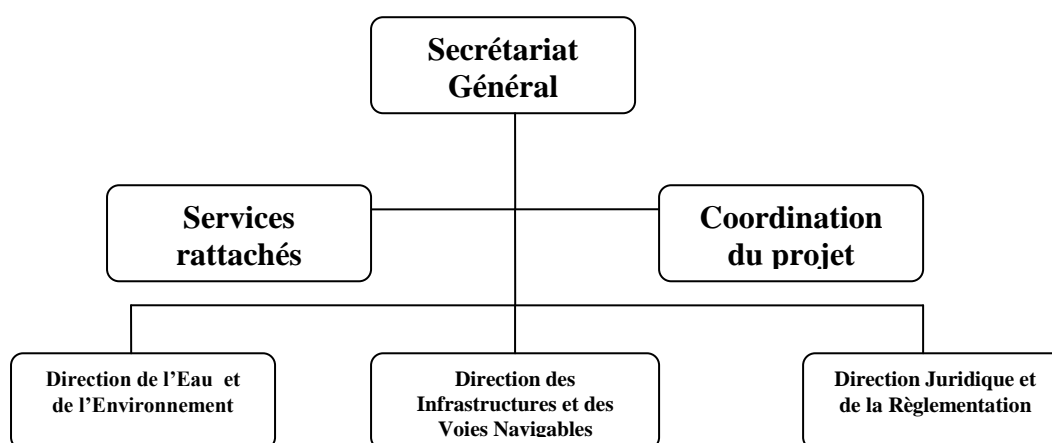 Secrétariat
Général
Services
rattachés
Coordination
du projet
Direction de l’Eau et
de l’Environnement
Direction des
Infrastructures et des
Voies Navigables
Direction Juridique et
de la Règlementation